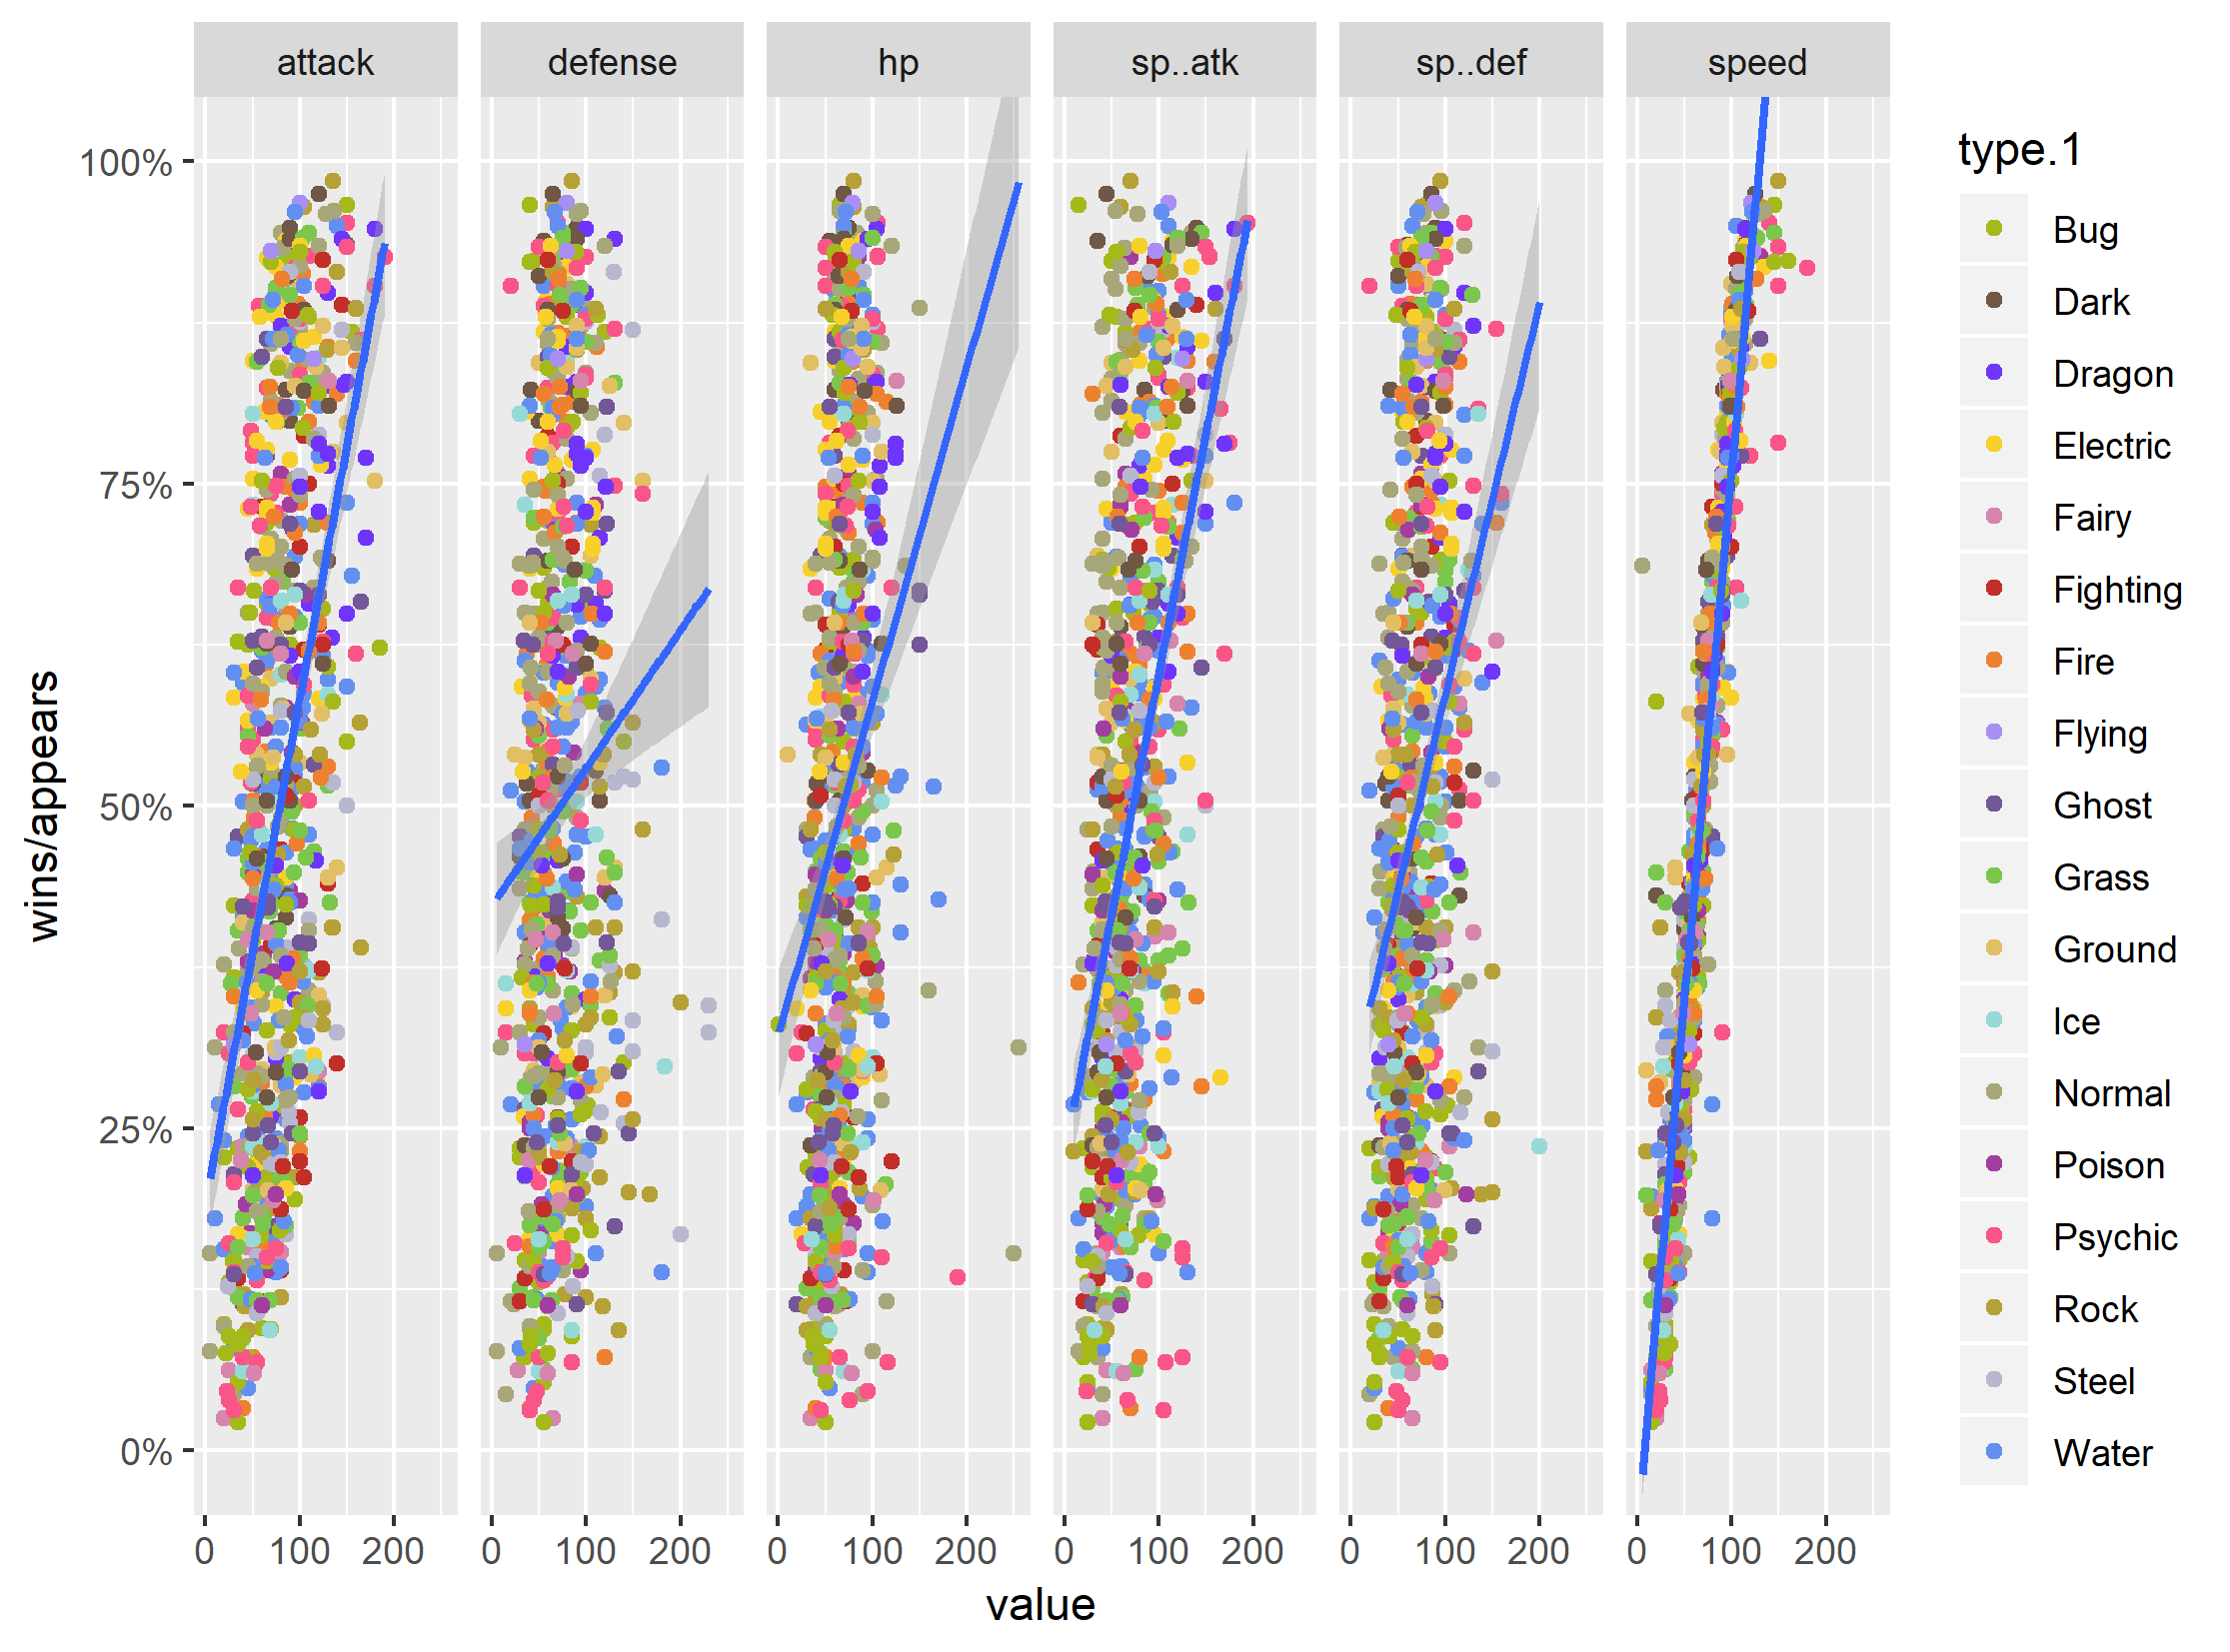 attack
defense
hp
sp..atk
sp..def
speed
wins/appears
100%
75%
50%
25%
0%
0 100 200
0 100 200
0 100 200
0 100 200
0 100 200
0 100 200
value
type.1
Bug
Dark
Dragon
Electric
Fairy
Fighting
Fire
Flying
Ghost
Grass
Ground
Ice
Normal
Poison
Psychic
Rock
Steel
Water